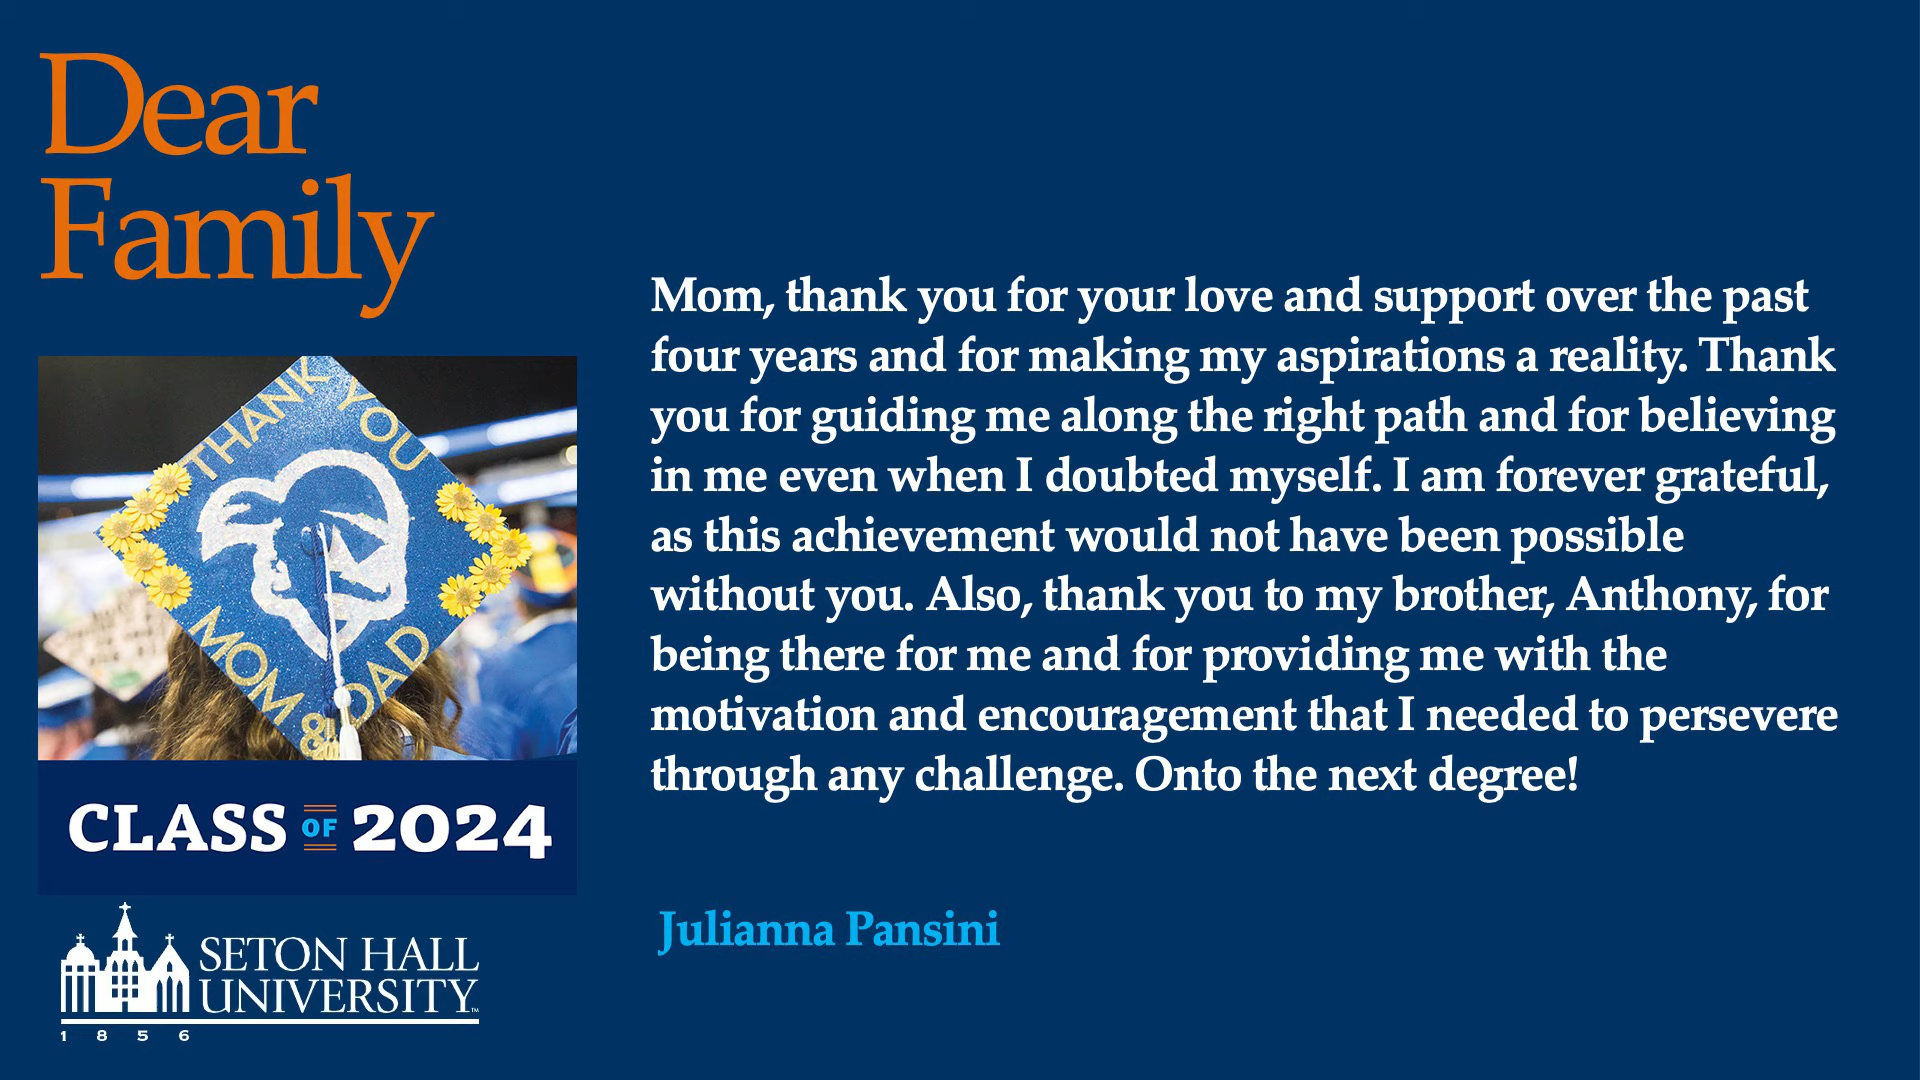 Dear
Family
THANK YOU
MOM & DAD
CLASS OF 2024
SETON HALL
UNIVERSITY™
1 8 5 6
Mom, thank you for your love and support over the past
four years and for making my aspirations a reality. Thank
you for guiding me along the right path and for believing
in me even when I doubted myself. I am forever grateful,
as this achievement would not have been possible
without you. Also, thank you to my brother, Anthony, for
being there for me and for providing me with the
motivation and encouragement that I needed to persevere
through any challenge. Onto the next degree!
Julianna Pansini